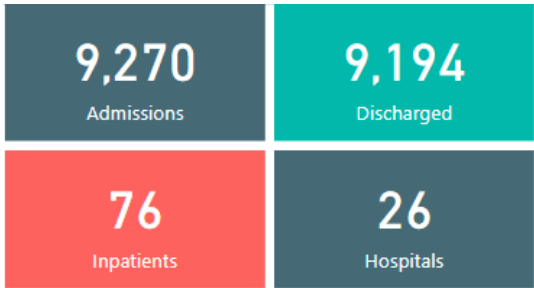 9,270
Admissions
9,194
Discharged
76
Inpatients
26
Hospitals